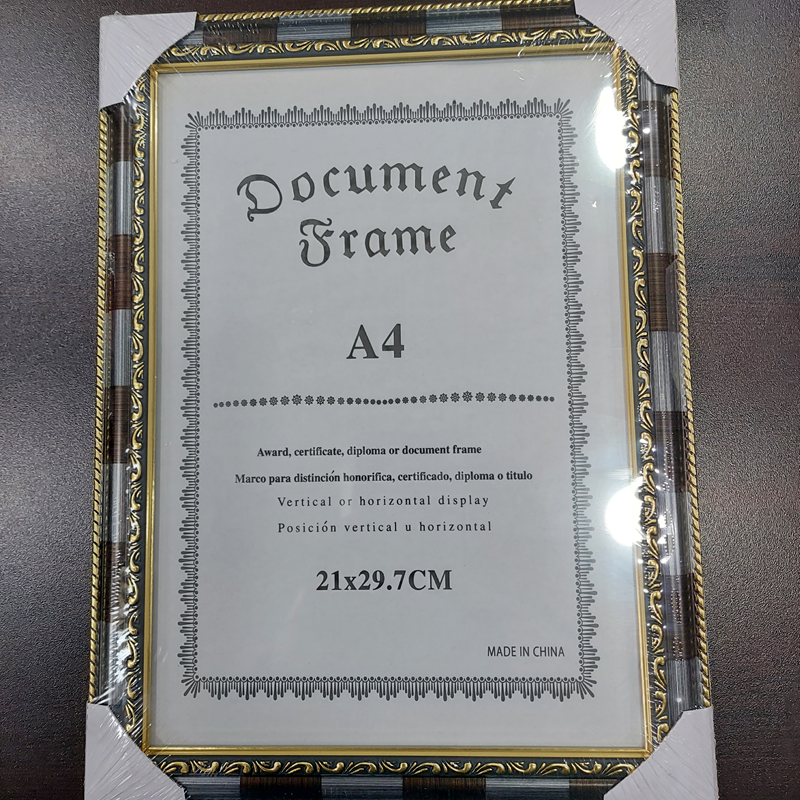 Document
Frame
A4
Award, certificate, diploma or document frame
Marco para distinción honorifica, certificado, diploma o titulo
Vertical or horizontal display
Posición vertical u horizontal
21x29.7CM
MADE IN CHINA